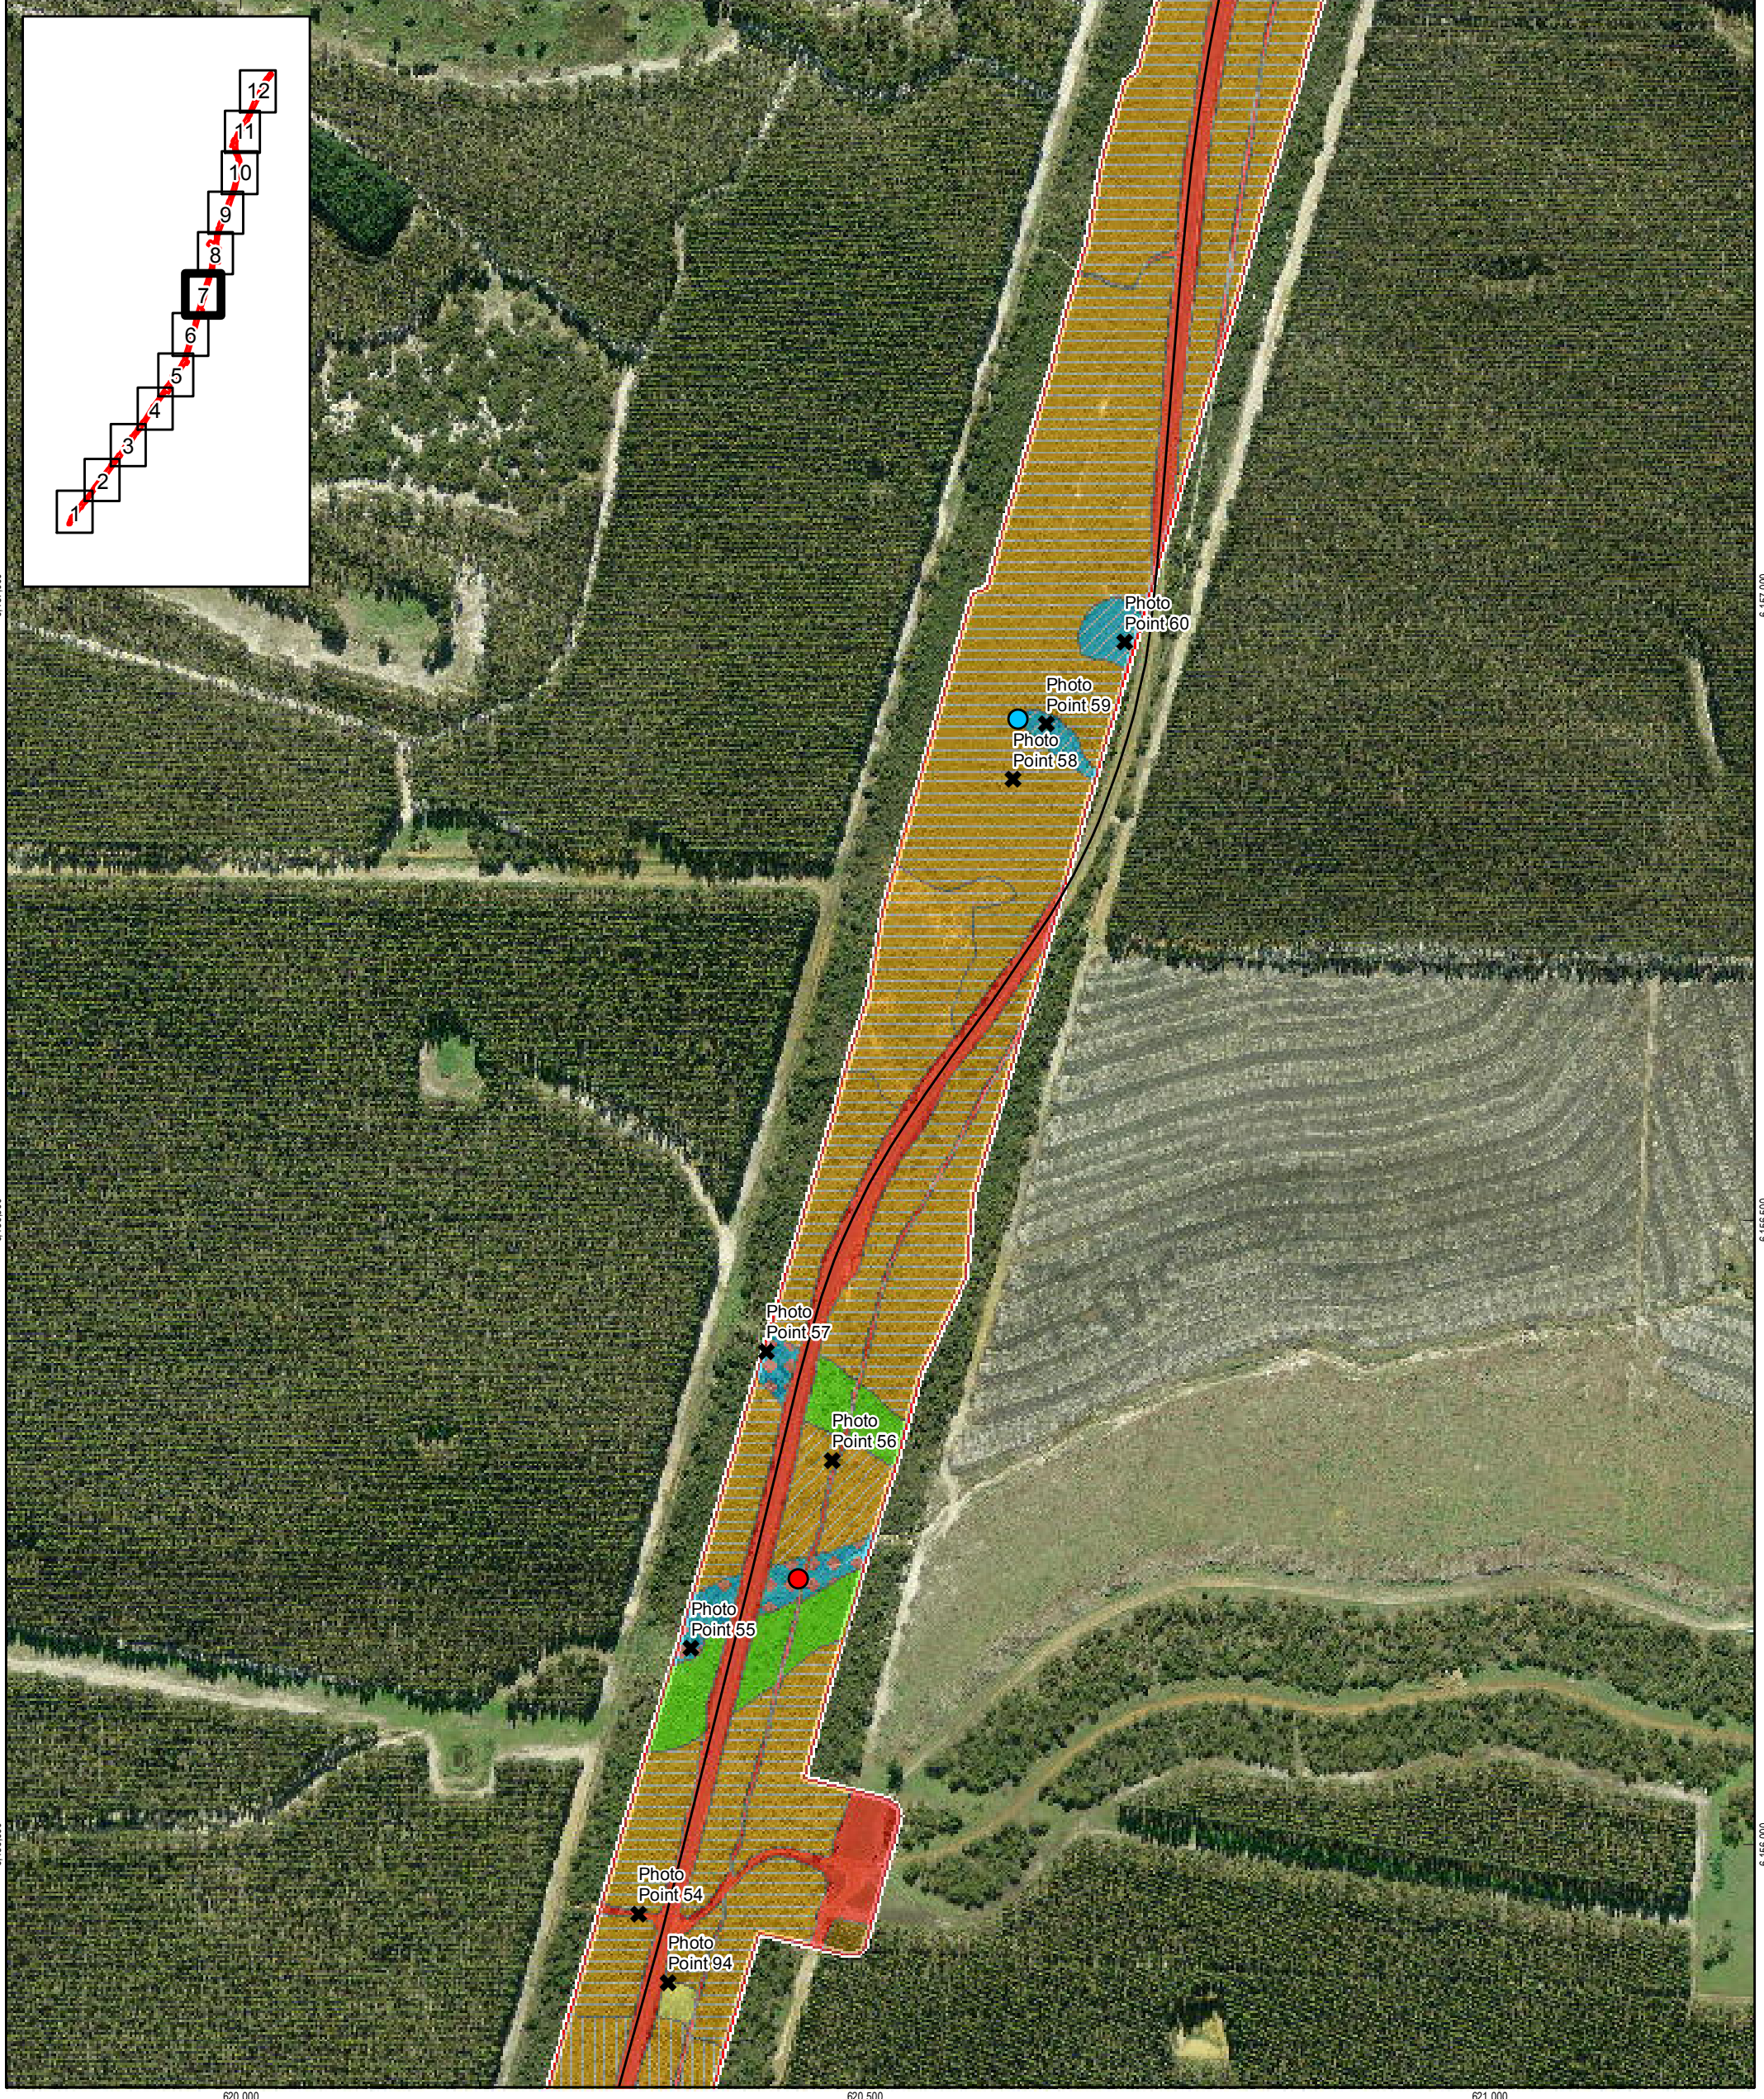 12
11
10
9
8
7
6
5
4
3
2
1
Photo
Point 60
Photo
Point 59
Photo
Point 58
Photo
Point 57
Photo
Point 56
Photo
Point 55
Photo
Point 54
Photo
Point 94
620,000
620,500
621,000